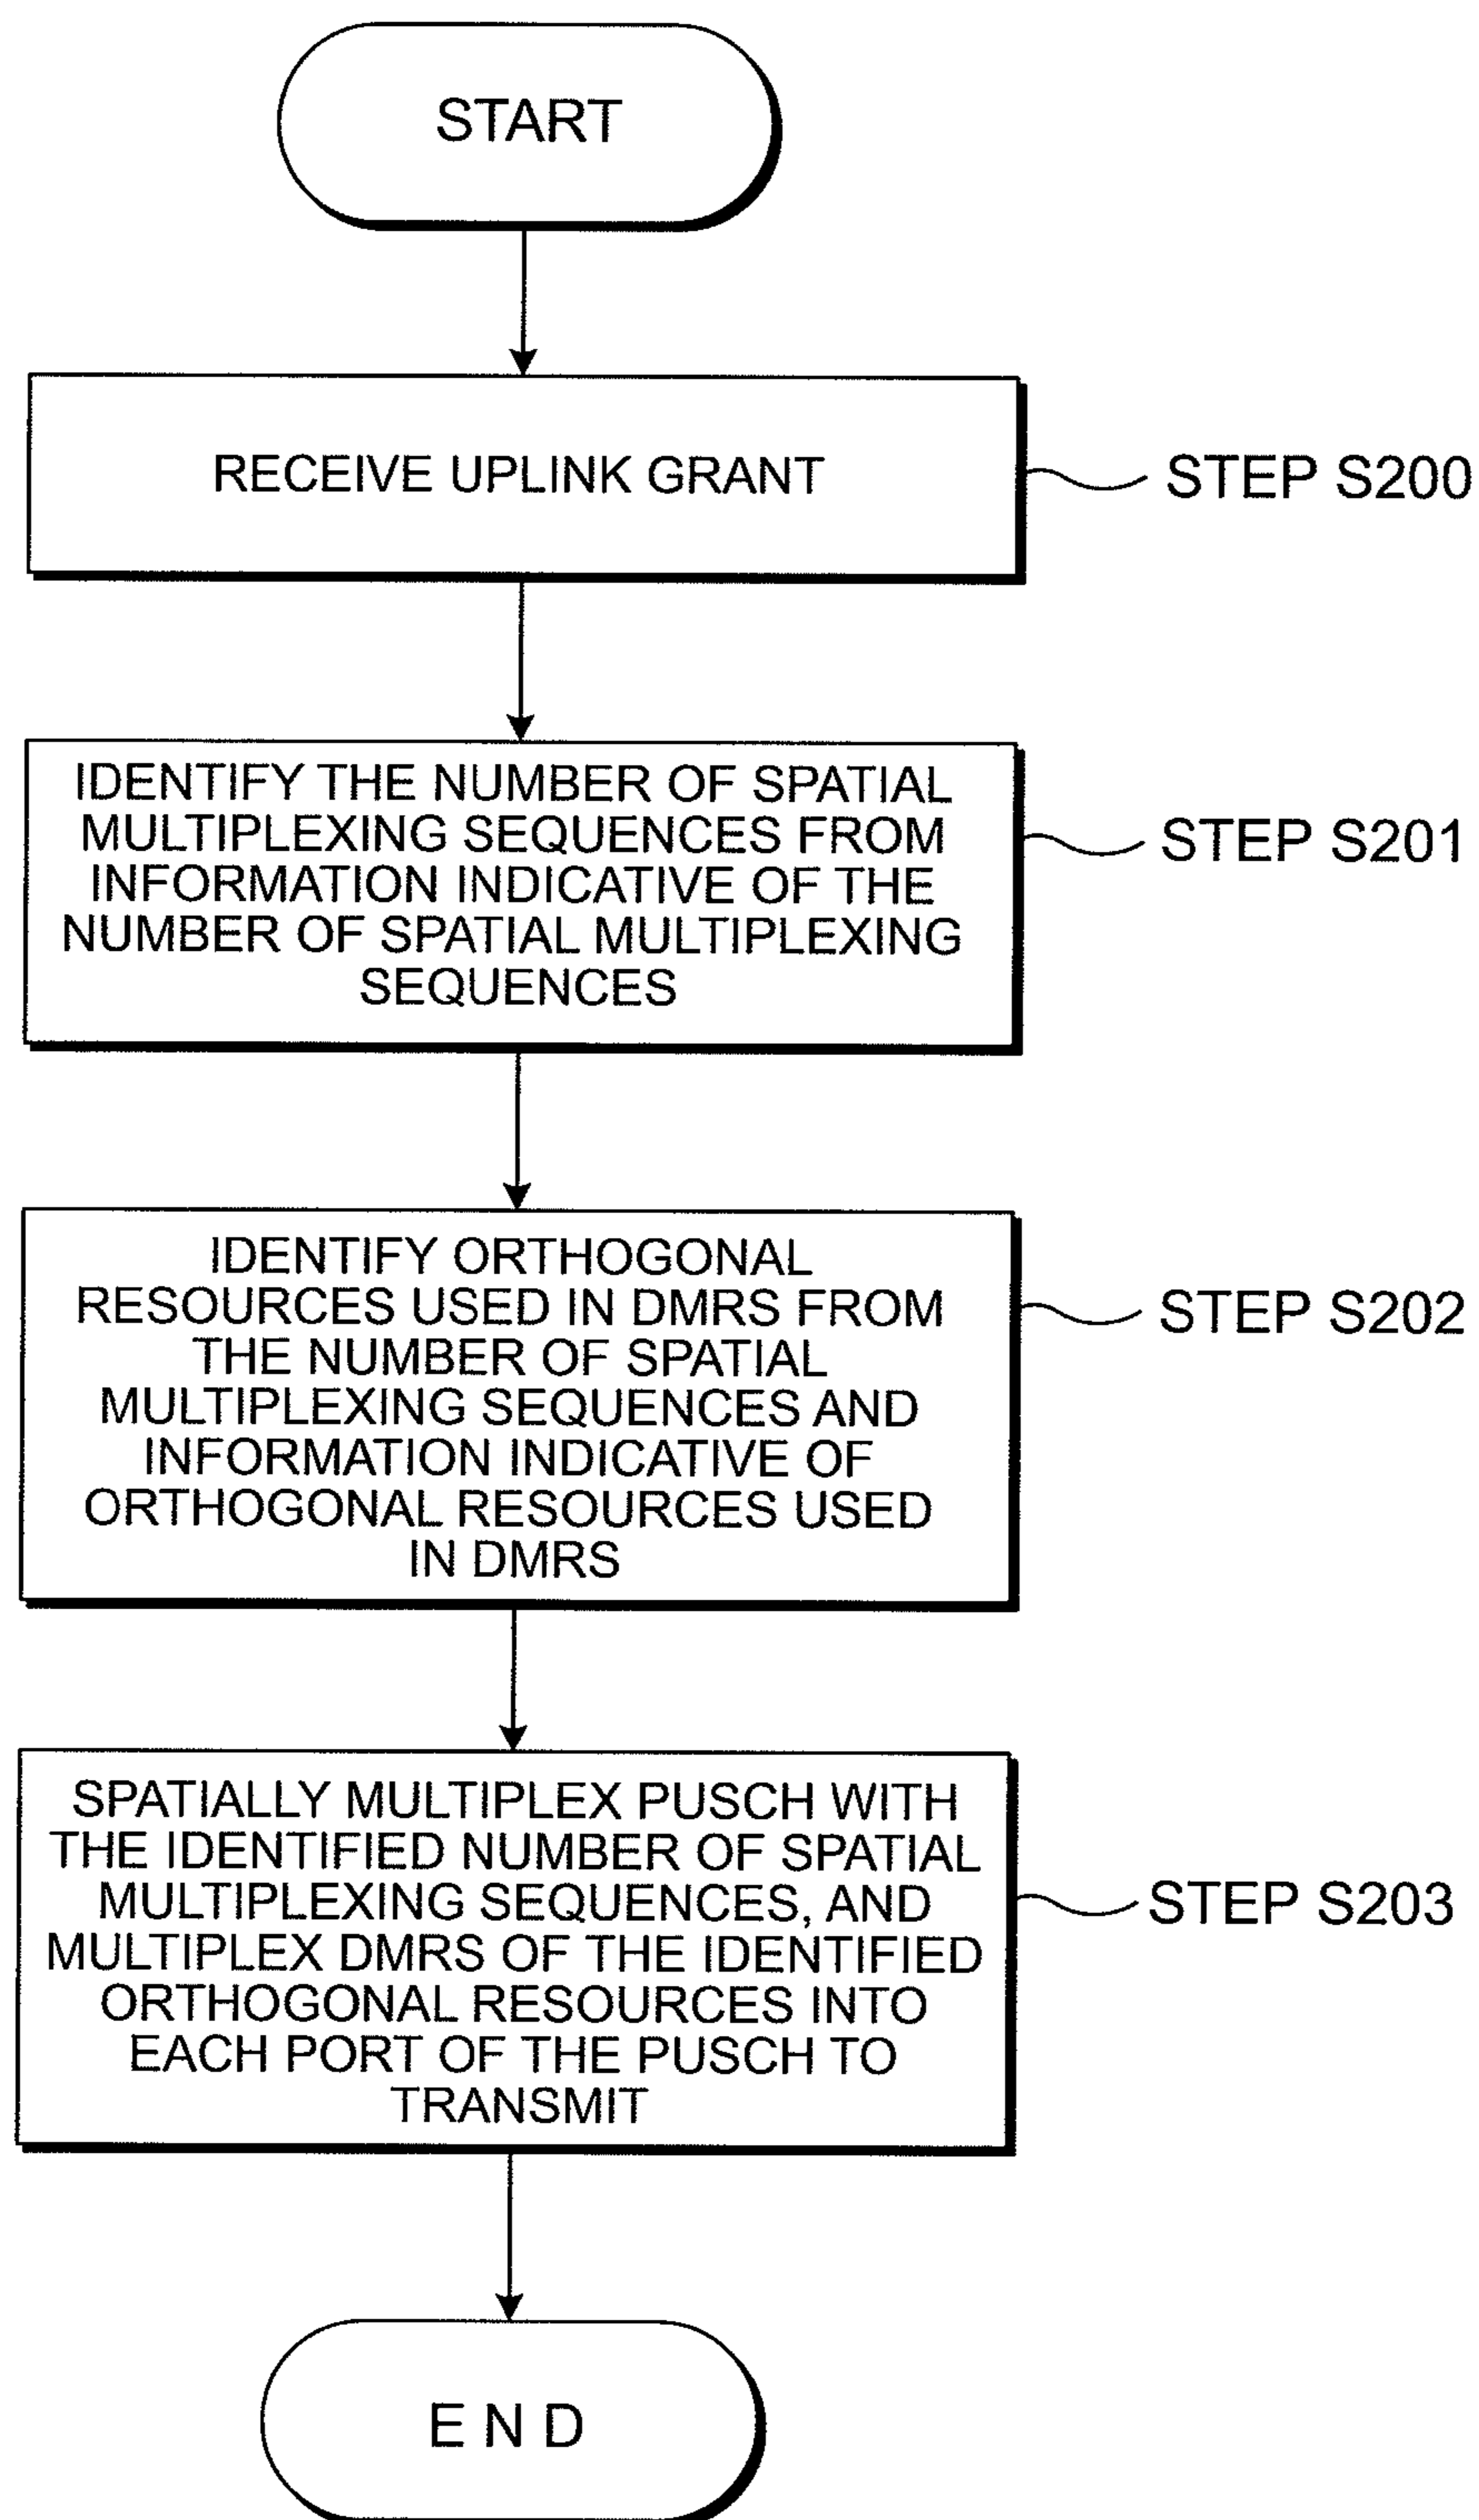 START
RECEIVE UPLINK GRANT
STEP S200
IDENTIFY THE NUMBER OF SPATIAL
MULTIPLEXING SEQUENCES FROM
INFORMATION INDICATIVE OF THE
NUMBER OF SPATIAL MULTIPLEXING
SEQUENCES
STEP S201
IDENTIFY ORTHOGONAL
RESOURCES USED IN DMRS FROM
THE NUMBER OF SPATIAL
MULTIPLEXING SEQUENCES AND
INFORMATION INDICATIVE OF
ORTHOGONAL RESOURCES USED
IN DMRS
STEP S202
SPATIALLY MULTIPLEX PUSCH WITH
THE IDENTIFIED NUMBER OF SPATIAL
MULTIPLEXING SEQUENCES, AND
MULTIPLEX DMRS OF THE IDENTIFIED
ORTHOGONAL RESOURCES INTO
EACH PORT OF THE PUSCH TO
TRANSMIT
STEP S203
END